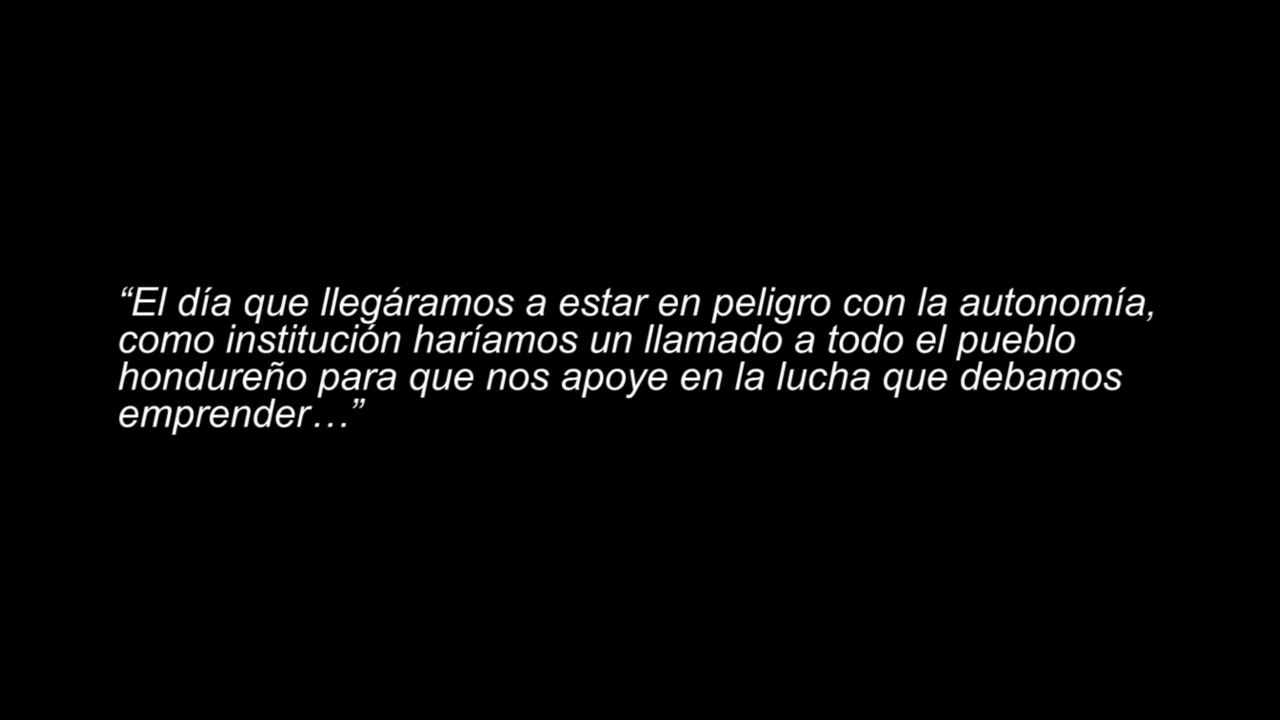 “El día que llegáramos a estar en peligro con la autonomía,
como institución haríamos un llamado a todo el pueblo
hondureño para que nos apoye en la lucha que debamos
emprender…”